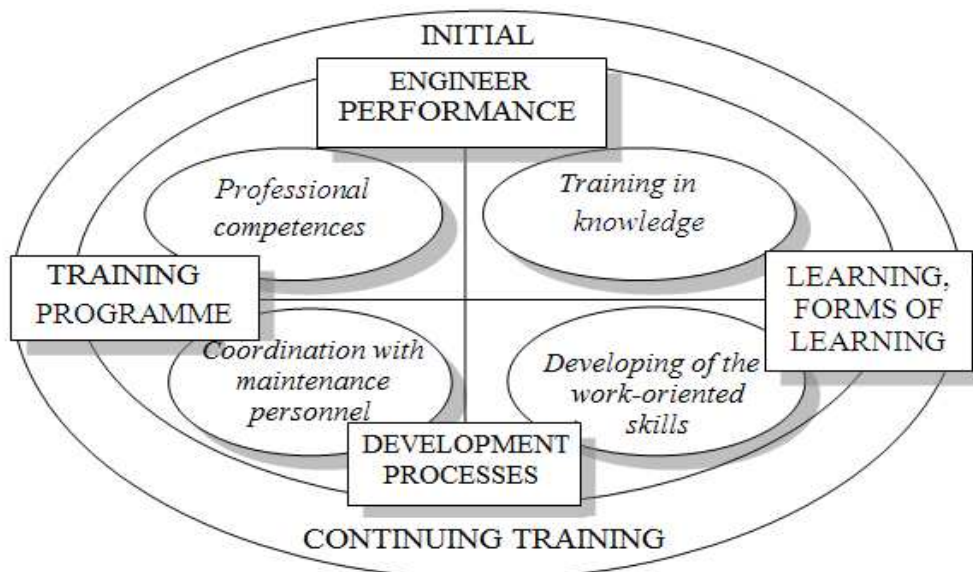 INITIAL
ENGINEER
PERFORMANCE
Professional
competences
Training in
knowledge
TRAINING
PROGRAMME
LEARNING,
FORMS OF
LEARNING
Coordination with
maintenance
personnel
Developing of the
work-oriented
skills
DEVELOPMENT
PROCESSES
CONTINUING TRAINING